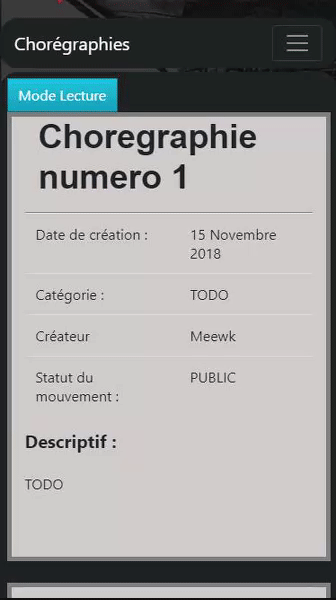 Chorégraphies
Mode Lecture
Choregraphie
numero 1
Date de création : 15 Novembre
2018
Catégorie : TODO
Créateur Meewk
Statut du PUBLIC
mouvement :
Descriptif :
TODO